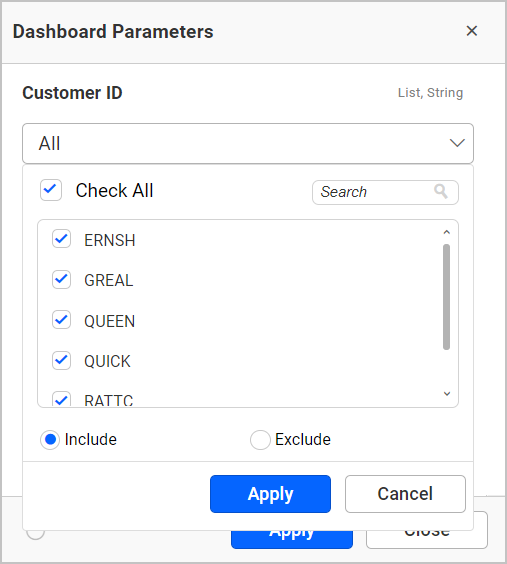 Dashboard Parameters
Customer ID
List, String
All
Check All
Search
ERNSH
GREAL
QUEEN
QUICK
RATTC
Include
Exclude
Apply
Cancel
Apply
Close